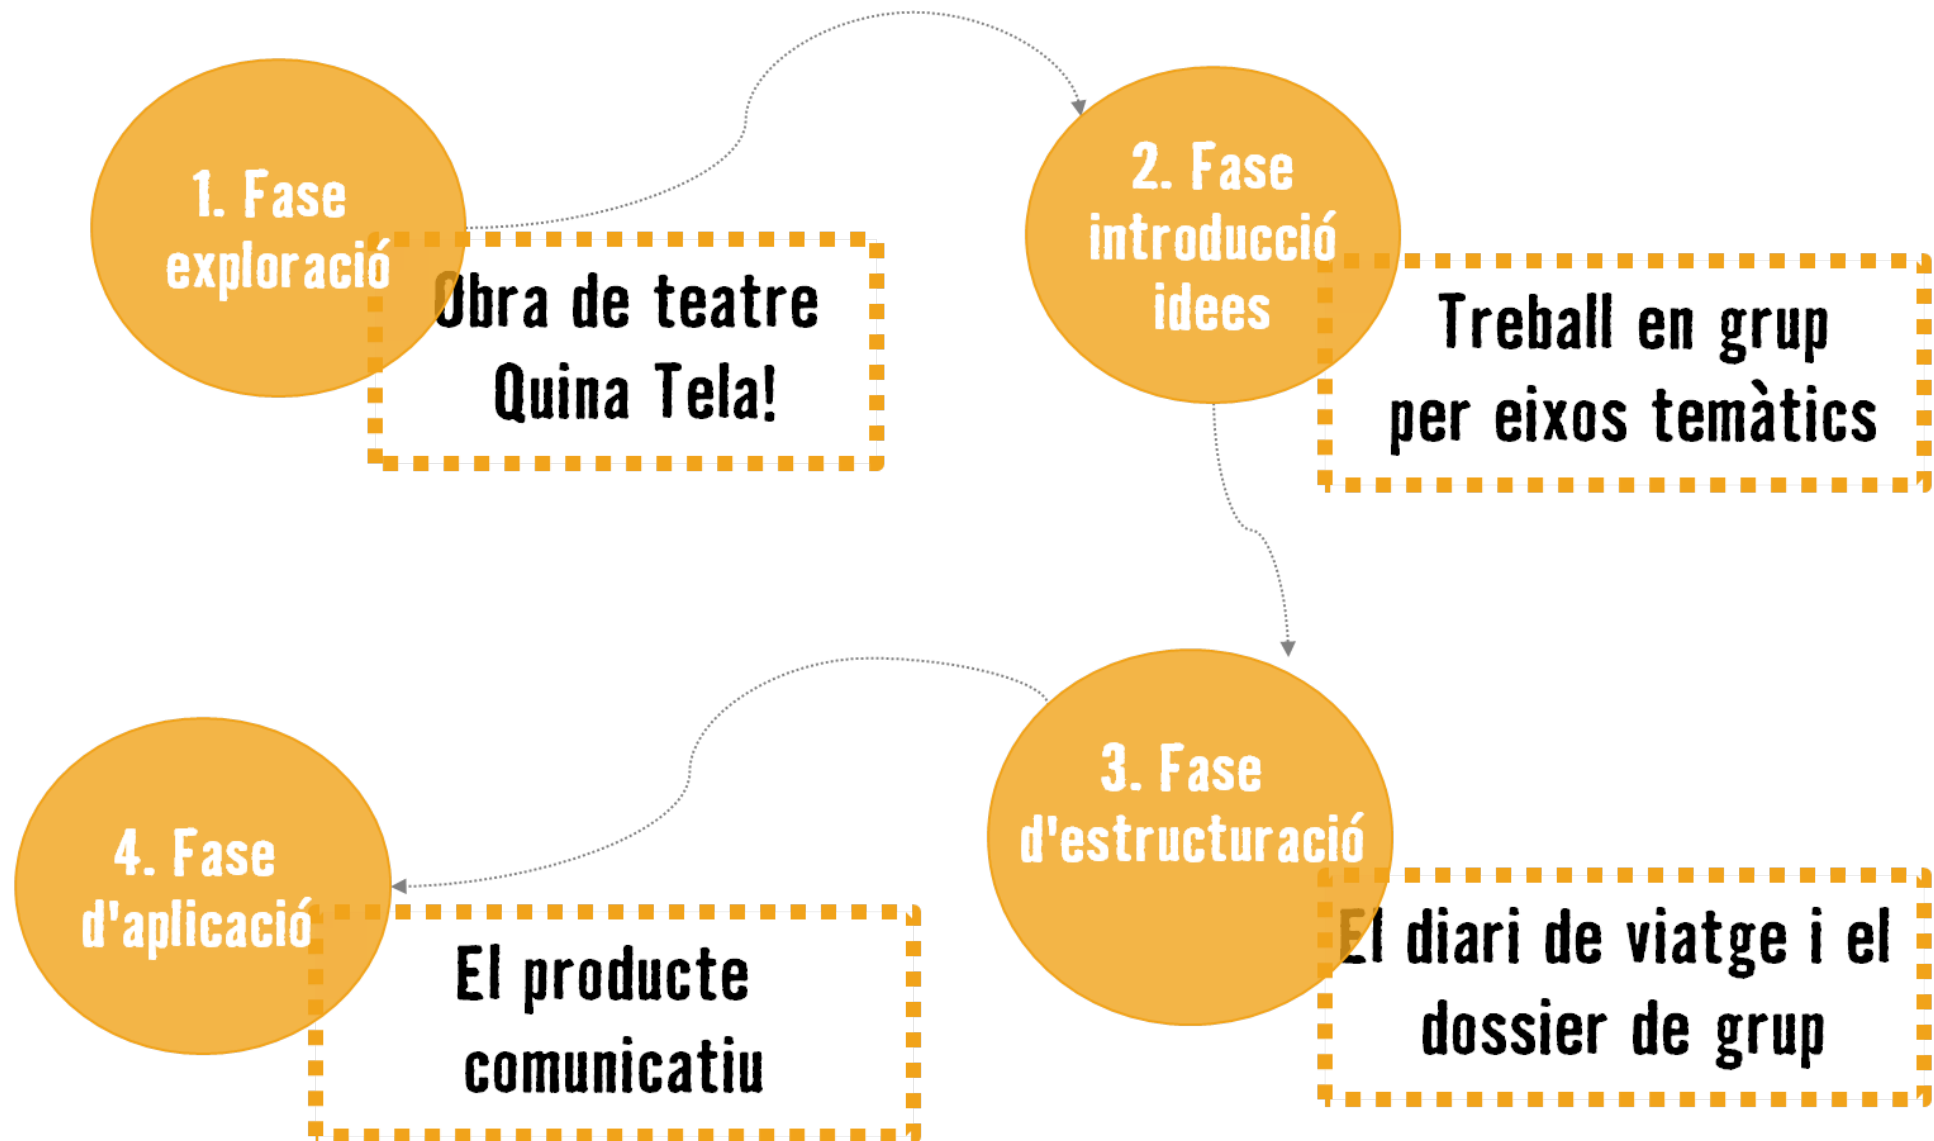 1. Fase
exploració
Obra de teatre
Quina Tela!
2. Fase
introducció
idees
Treball en grup
per eixos temàtics
3. Fase
d'estructuració
El diari de viatge i el
dossier de grup
4. Fase
d'aplicació
El producte
comunicatiu